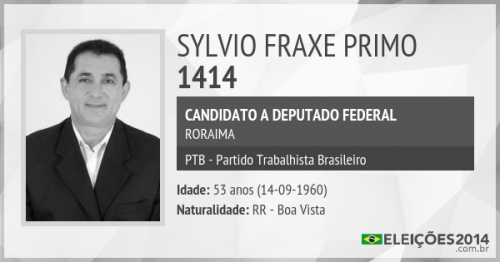 SYLVIO FRAXE PRIMO
1414
CANDIDATO A DEPUTADO FEDERAL
RORAIMA
PTB - Partido Trabalhista Brasileiro
Idade: 53 anos (14-09-1960)
Naturalidade: RR - Boa Vista
ELEIÇÕES2014
.com.br